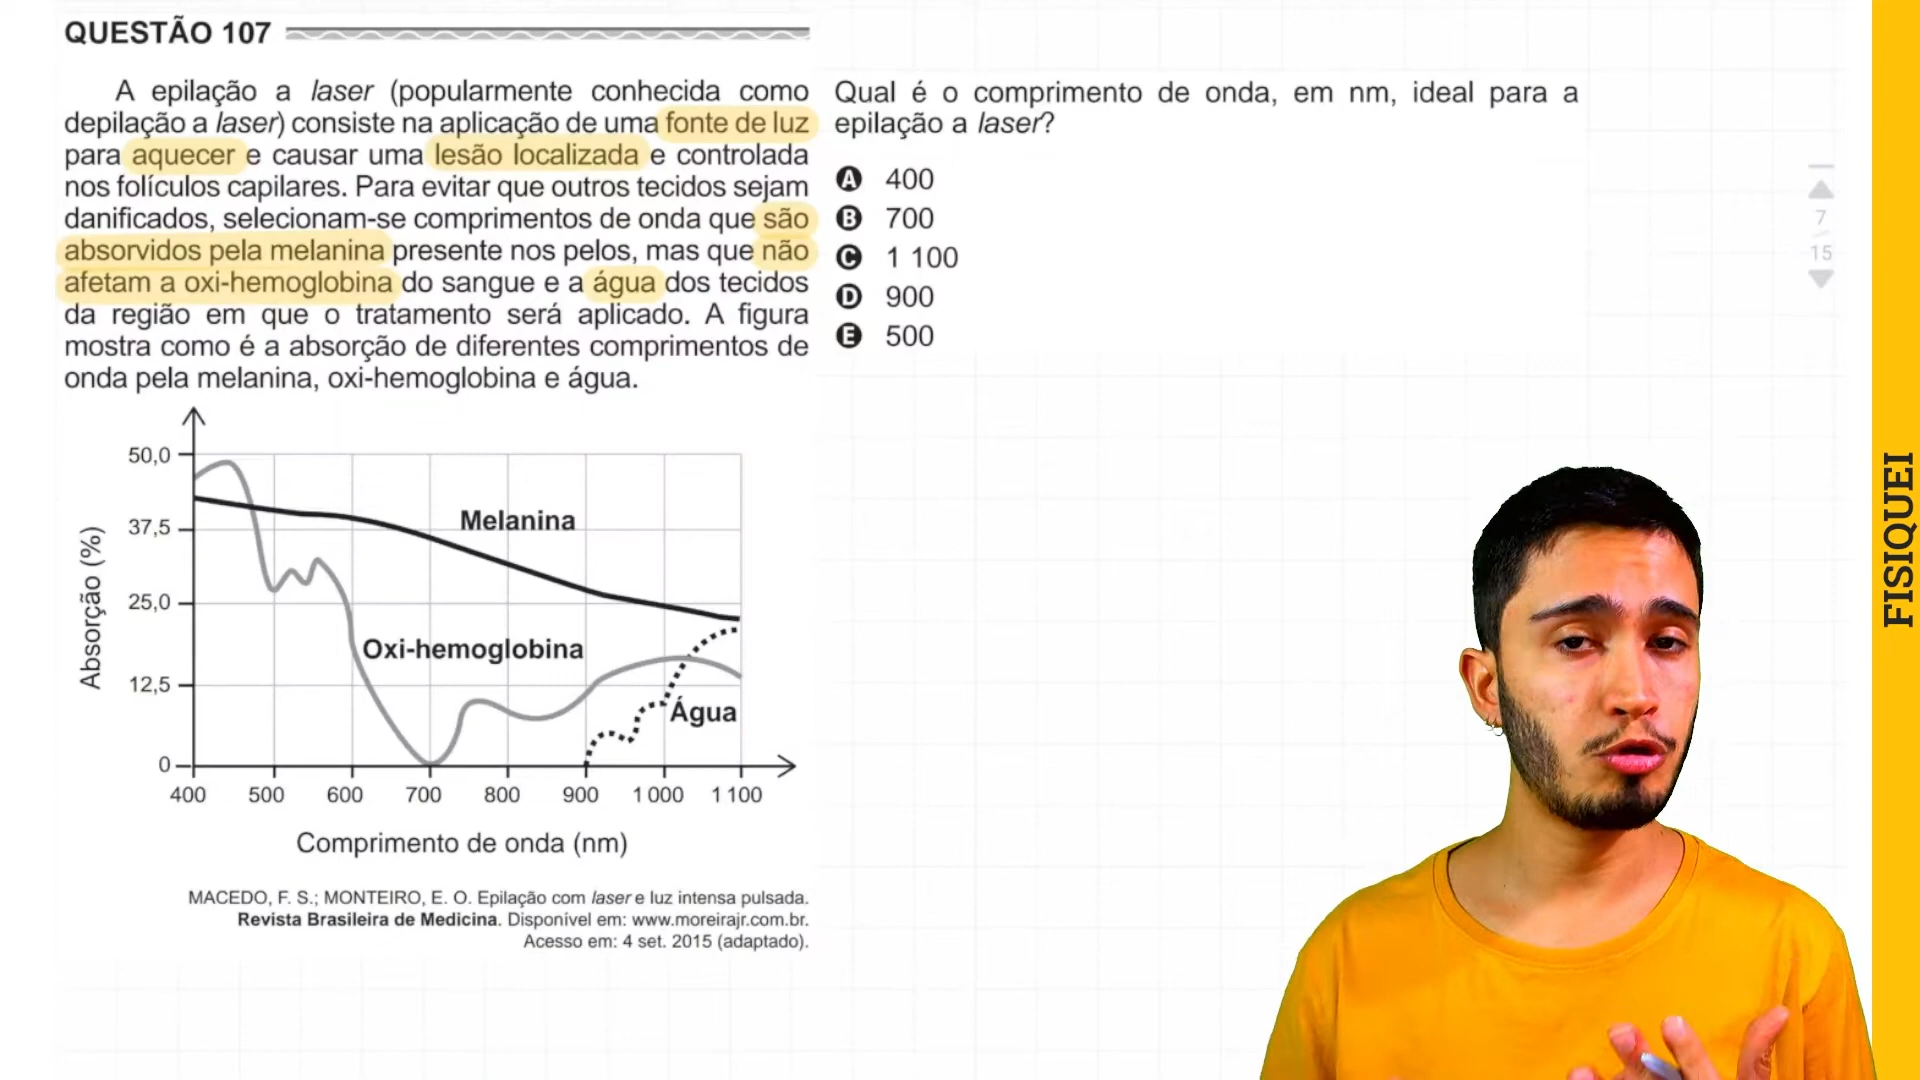 QUESTÃO 107
A epilação a laser (popularmente conhecida como
depilação a laser) consiste na aplicação de uma fonte de luz
para aquecer e causar uma lesão localizada e controlada
nos folículos capilares. Para evitar que outros tecidos sejam
danificados, selecionam-se comprimentos de onda que são
absorvidos pela melanina presente nos pelos, mas que não
afetam a oxi-hemoglobina do sangue e a água dos tecidos
da região em que o tratamento será aplicado. A figura
mostra como é a absorção de diferentes comprimentos de
onda pela melanina, oxi-hemoglobina e água.
Absorção (%)
50,0
37,5
25,0
12,5
0
Melanina
Oxi-hemoglobina
Água
400 500 600 700 800 900 1 000 1 100
Comprimento de onda (nm)
MACEDO, F. S.; MONTEIRO, E. O. Epilação com laser e luz intensa pulsada.
Revista Brasileira de Medicina. Disponível em: www.moreirajr.com.br.
Acesso em: 4 set. 2015 (adaptado).
Qual é o comprimento de onda, em nm, ideal para a
epilação a laser?
A 400
B 700
C 1 100
D 900
E 500
7
15
FISIQUEI